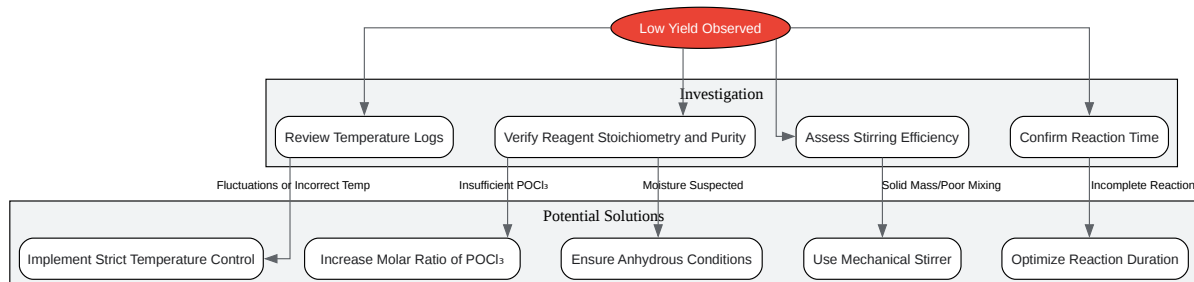 Low Yield Observed
Investigation
Review Temperature Logs
Verify Reagent Stoichiometry and Purity
Assess Stirring Efficiency
Confirm Reaction Time
Fluctuations or Incorrect Temp
Insufficient POCl₃
Moisture Suspected
Solid Mass/Poor Mixing
Incomplete Reaction
Potential Solutions
Implement Strict Temperature Control
Increase Molar Ratio of POCl₃
Ensure Anhydrous Conditions
Use Mechanical Stirrer
Optimize Reaction Duration